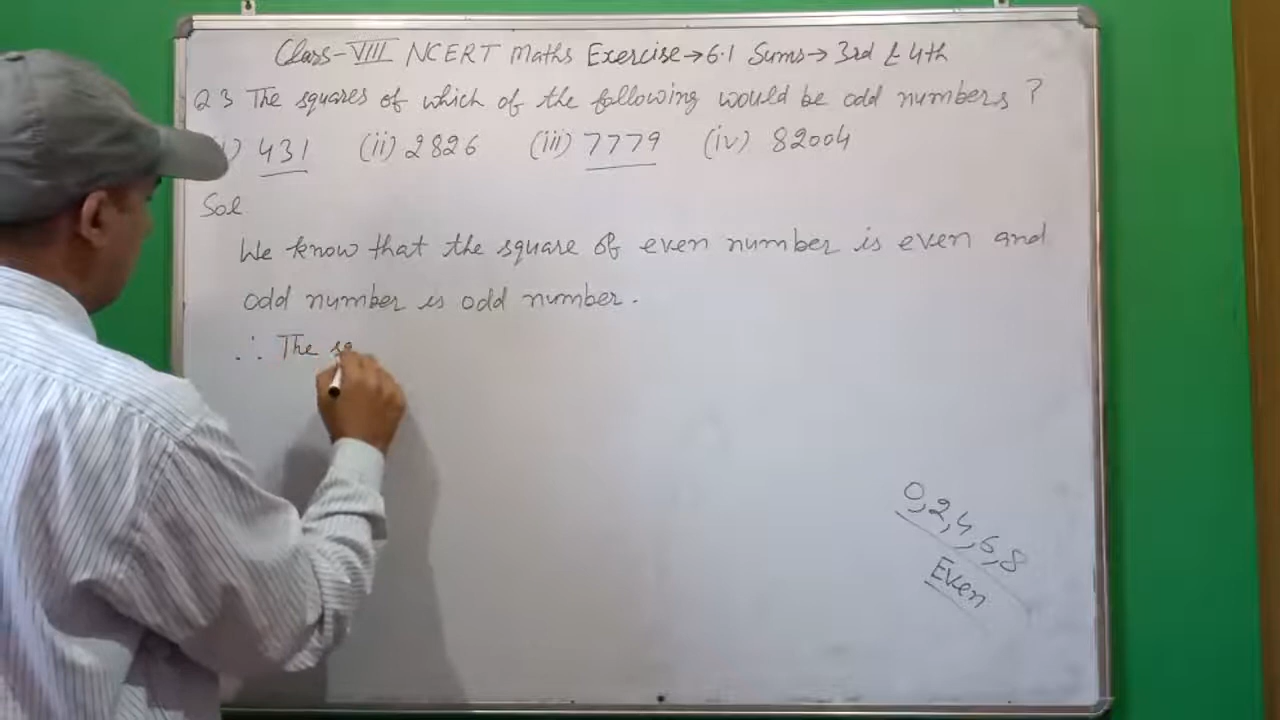 Class-VIII NCERT Maths Exercise→6.1 Sums→3rd & 4th
Q 3 The squares of which of the following would be odd numbers ?
) 431 (ii) 2826 (iii) 7779 (iv) 82004
Sol
We know that the square of even number is even and
odd number is odd number.
∴ The
0,2,4,6,8
Even